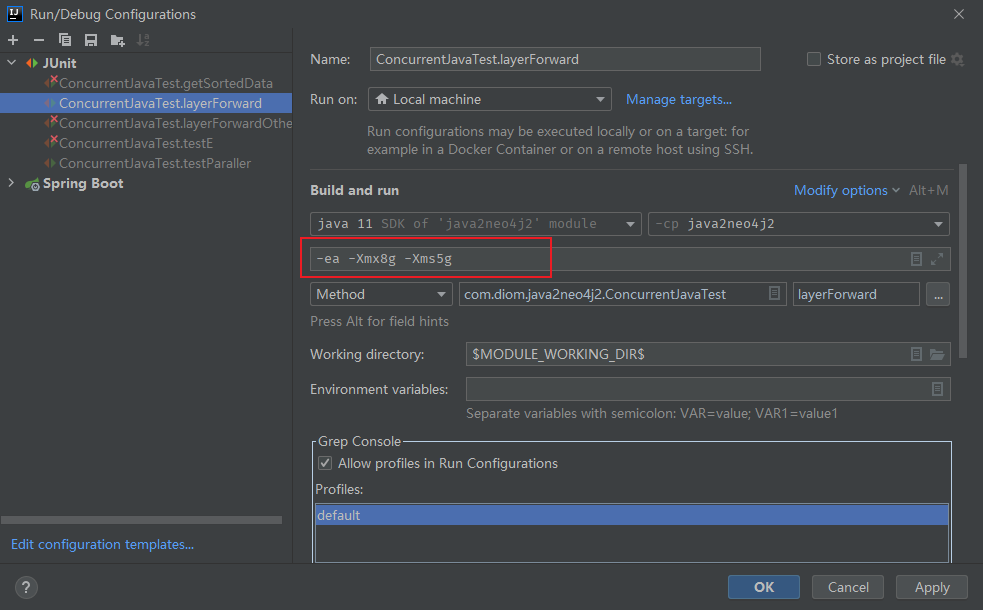 IJ
Run/Debug Configurations
JUnit
ConcurrentJavaTest.getSortedData
ConcurrentJavaTest.layerForward
ConcurrentJavaTest.layerForwardOthe
ConcurrentJavaTest.testE
ConcurrentJavaTest.testParaller
Spring Boot
Edit configuration templates...
Name: ConcurrentJavaTest.layerForward Store as project file
Run on: Local machine Manage targets...
Run configurations may be executed locally or on a target: for
example in a Docker Container or on a remote host using SSH.
Build and run Modify options Alt+M
java 11 SDK of 'java2neo4j2' module -cp java2neo4j2
-ea -Xmx8g -Xms5g
Method com.diom.java2neo4j2.ConcurrentJavaTest layerForward ...
Press Alt for field hints
Working directory: $MODULE_WORKING_DIR$
Environment variables:
Separate variables with semicolon: VAR=value; VAR1=value1
Grep Console
Allow profiles in Run Configurations
Profiles:
default
? OK Cancel Apply